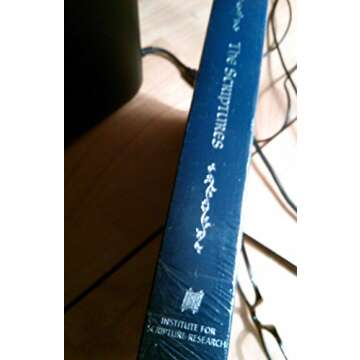 The SCRIPTURES
INSTITUTE FOR
SCRIPTURE RESEARCH